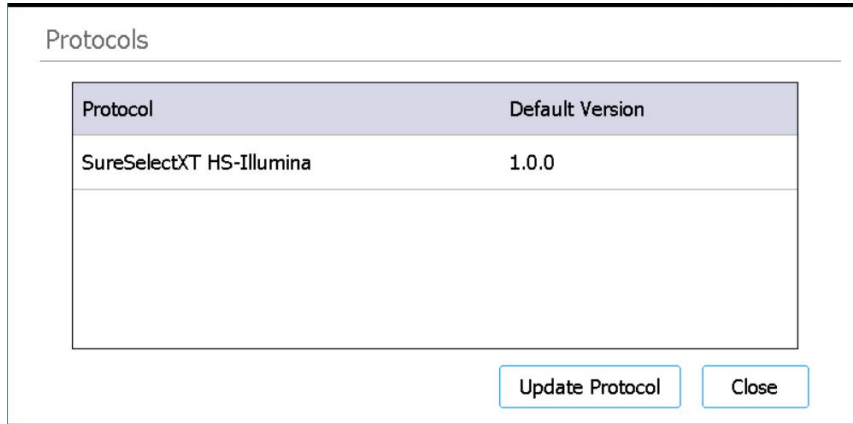 Protocols
Protocol Default Version
SureSelectXT HS-Illumina 1.0.0
Update Protocol Close